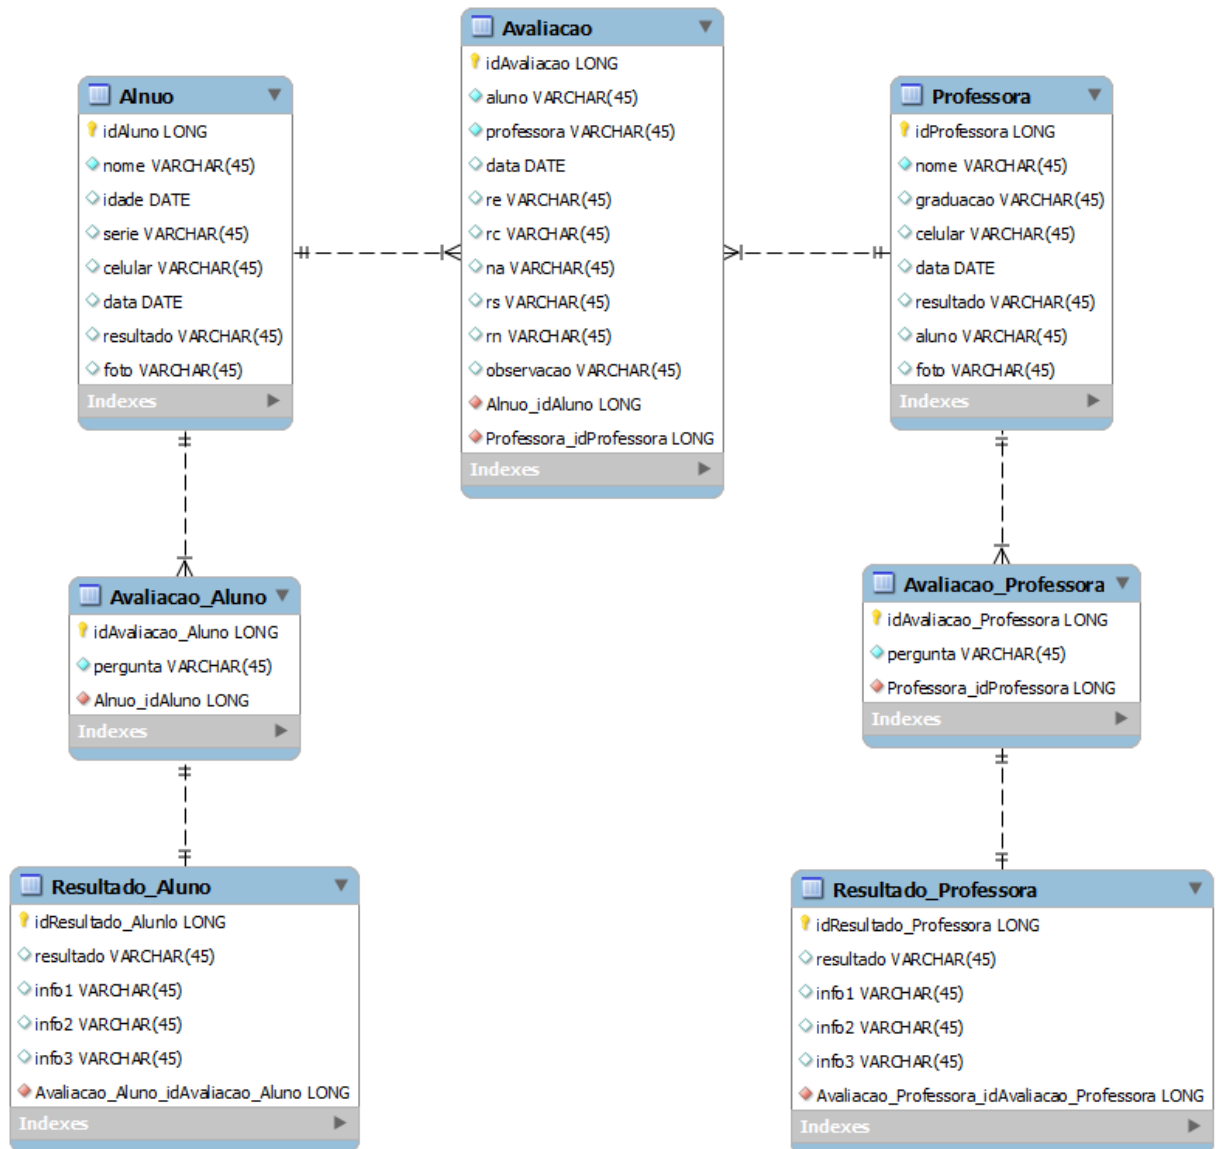 Avaliacao
idAvaliacao LONG
aluno VARCHAR(45)
professora VARCHAR(45)
data DATE
re VARCHAR(45)
rc VARCHAR(45)
na VARCHAR(45)
rs VARCHAR(45)
rn VARCHAR(45)
observacao VARCHAR(45)
Alnuo_idAluno LONG
Professora_idProfessora LONG
Indexes
Alnuo
idAluno LONG
nome VARCHAR(45)
idade DATE
serie VARCHAR(45)
celular VARCHAR(45)
data DATE
resultado VARCHAR(45)
foto VARCHAR(45)
Indexes
Professora
idProfessora LONG
nome VARCHAR(45)
graduacao VARCHAR(45)
celular VARCHAR(45)
data DATE
resultado VARCHAR(45)
aluno VARCHAR(45)
foto VARCHAR(45)
Indexes
Avaliacao_Aluno
idAvaliacao_Aluno LONG
pergunta VARCHAR(45)
Alnuo_idAluno LONG
Indexes
Avaliacao_Professora
idAvaliacao_Professora LONG
pergunta VARCHAR(45)
Professora_idProfessora LONG
Indexes
Resultado_Aluno
idResultado_Alunlo LONG
resultado VARCHAR(45)
info1 VARCHAR(45)
info2 VARCHAR(45)
info3 VARCHAR(45)
Avaliacao_Aluno_idAvaliacao_Aluno LONG
Indexes
Resultado_Professora
idResultado_Professora LONG
resultado VARCHAR(45)
info1 VARCHAR(45)
info2 VARCHAR(45)
info3 VARCHAR(45)
Avaliacao_Professora_idAvaliacao_Professora LONG
Indexes